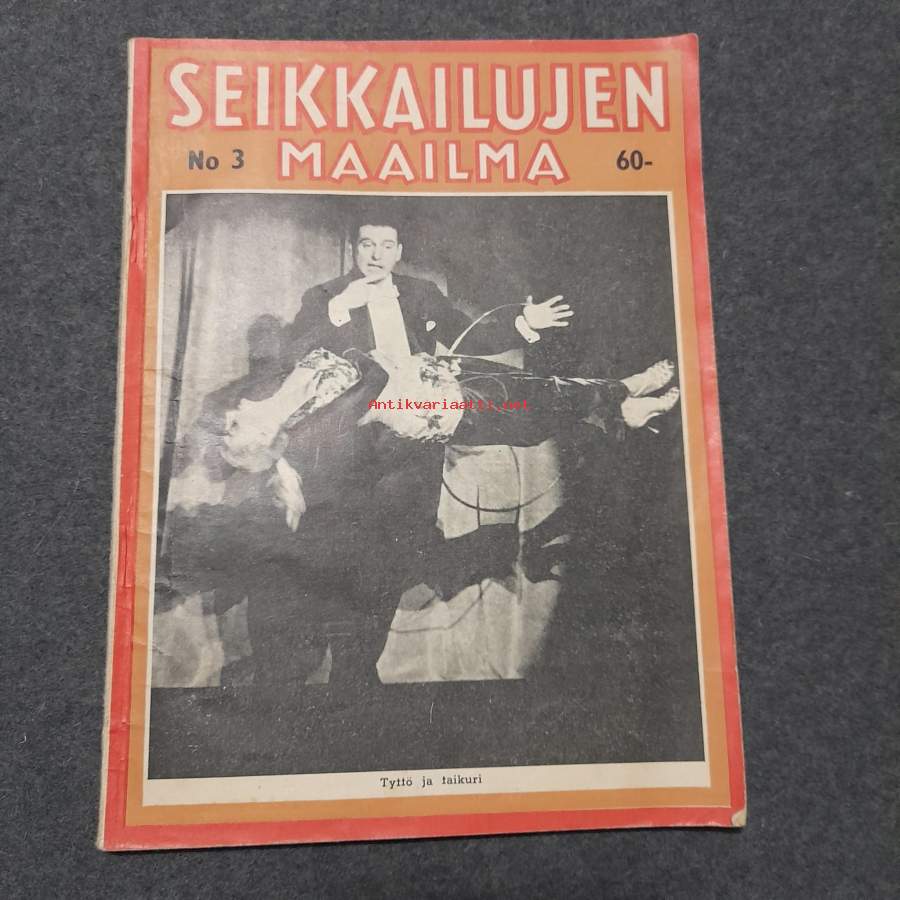 SEIKKAILUJEN
No 3 MAAILMA 60-
Antikvariaatti.net
Tyttö ja taikuri